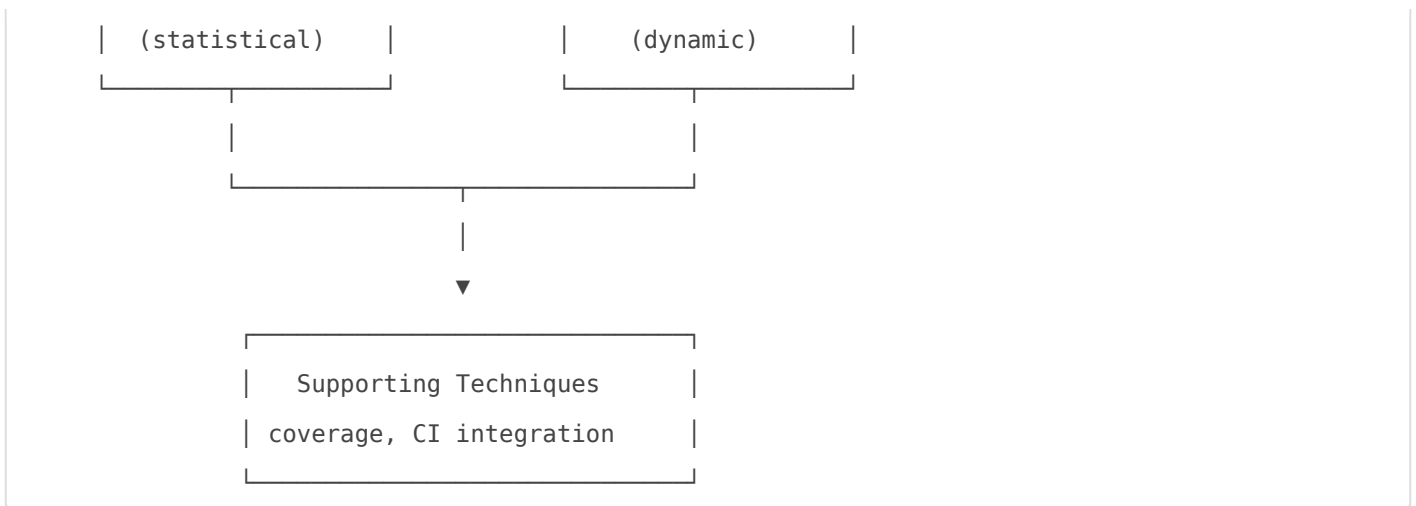 (statistical) (dynamic)
Supporting Techniques
coverage, CI integration